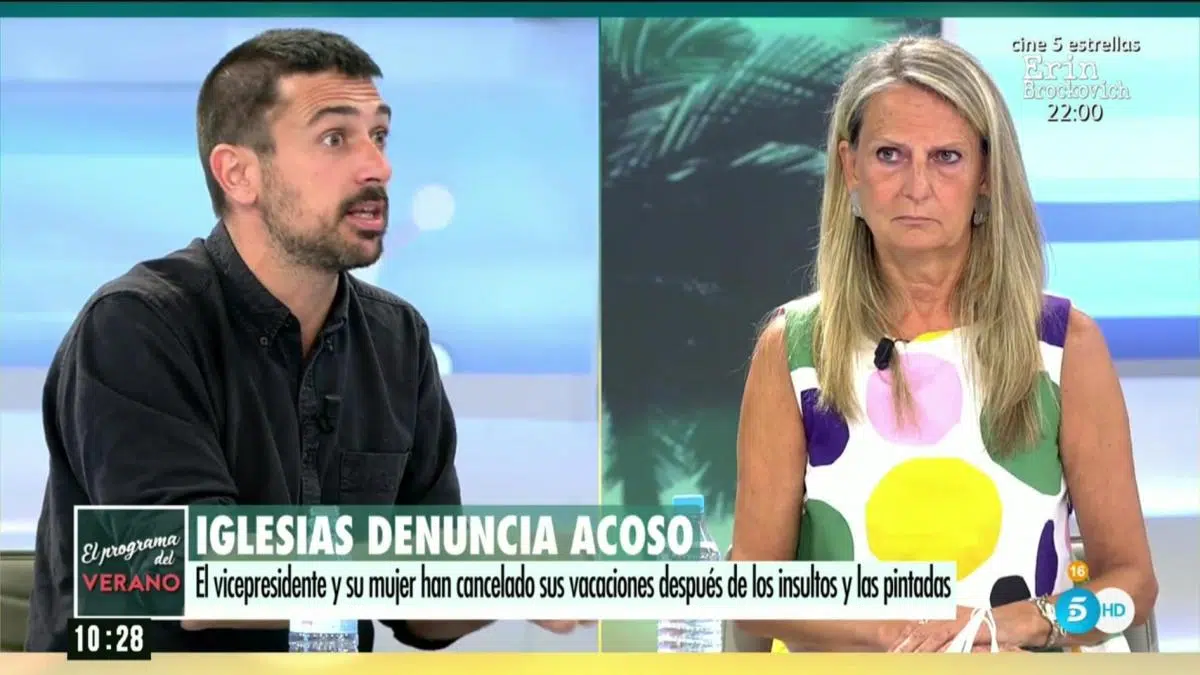 cine 5 estrellas
Erin
Brockovich
22:00
El programa
del
VERANO
IGLESIAS DENUNCIA ACOSO
El vicepresidente y su mujer han cancelado sus vacaciones después de los insultos y las pintadas
16
5 HD
10:28